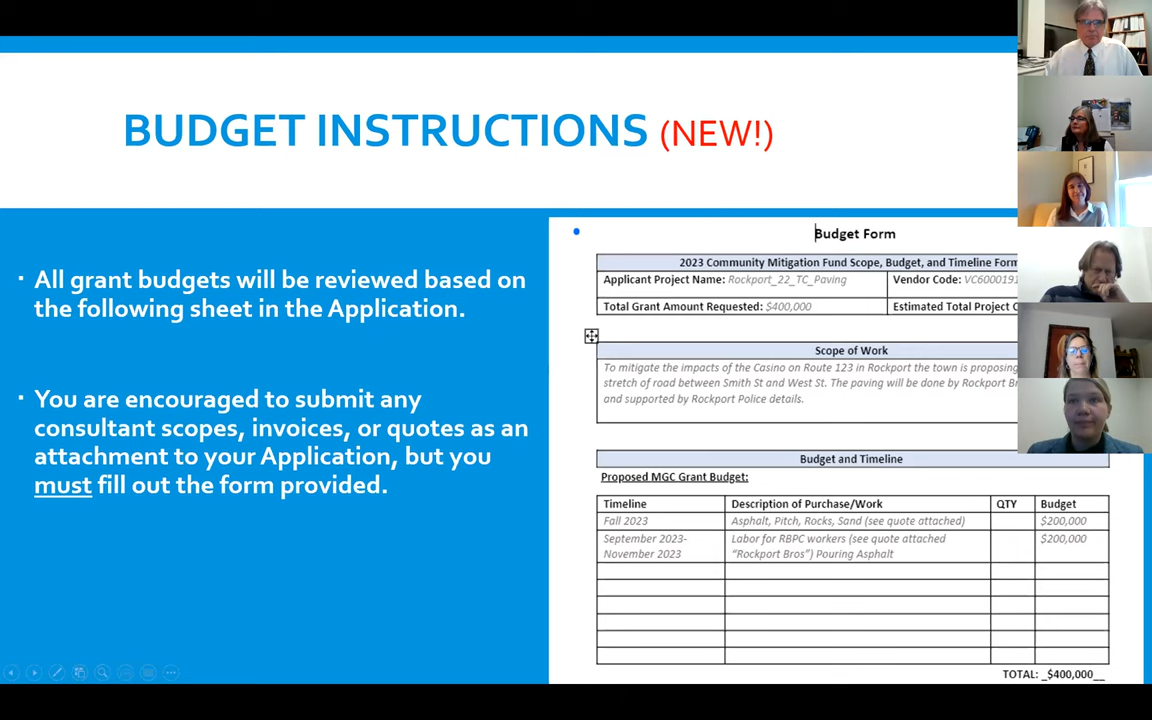 BUDGET INSTRUCTIONS (NEW!)
· All grant budgets will be reviewed based on
the following sheet in the Application.
· You are encouraged to submit any
consultant scopes, invoices, or quotes as an
attachment to your Application, but you
must fill out the form provided.
Budget Form
2023 Community Mitigation Fund Scope, Budget, and Timeline Form
Applicant Project Name: Rockport_22_TC_Paving Vendor Code: VC6000191
Total Grant Amount Requested: $400,000 Estimated Total Project
Scope of Work
To mitigate the impacts of the Casino on Route 123 in Rockport the town is proposing
stretch of road between Smith St and West St. The paving will be done by Rockport
and supported by Rockport Police details.
Budget and Timeline
Proposed MGC Grant Budget:
Timeline Description of Purchase/Work QTY Budget
Fall 2023 Asphalt, Pitch, Rocks, Sand (see quote attached) $200,000
September 2023- Labor for RBPC workers (see quote attached $200,000
November 2023 “Rockport Bros”) Pouring Asphalt
TOTAL: _$400,000__